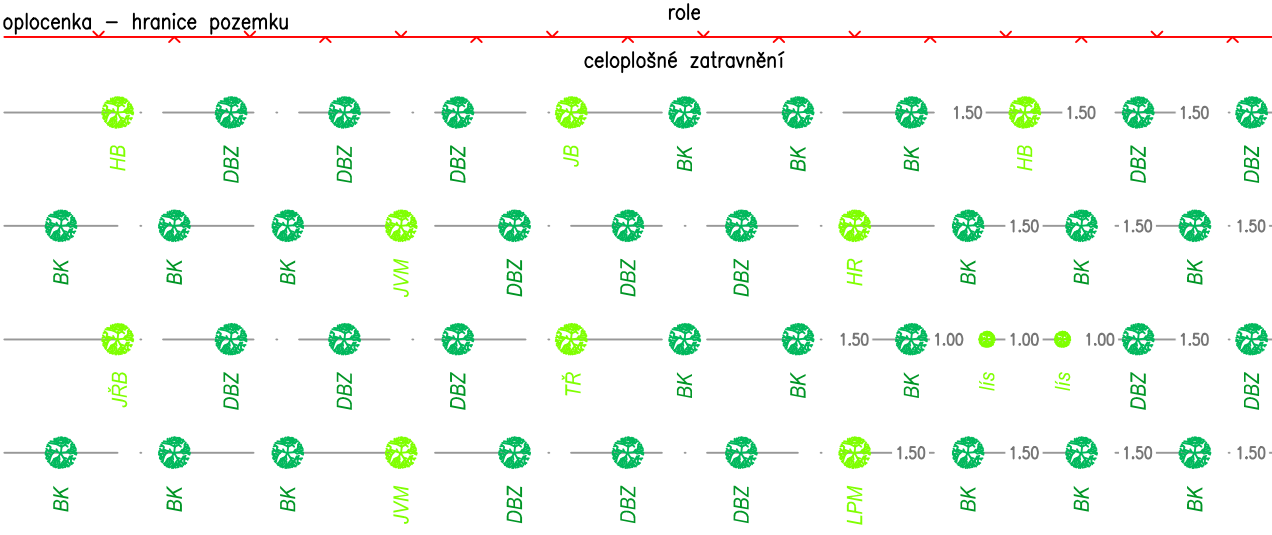 oplocenka – hranice pozemku
role
celoplošné zatravnění
1.50 1.50 1.50
HB DBZ DBZ DBZ JB BK BK BK HB DBZ DBZ
1.50 1.50 1.50
BK BK BK JVM DBZ DBZ DBZ HR BK BK BK
1.50 1.00 1.00 1.00 1.50
JŘB DBZ DBZ DBZ TŘ BK BK BK lís lís DBZ DBZ
1.50 1.50 1.50 1.50
BK BK BK JVM DBZ DBZ DBZ LPM BK BK BK